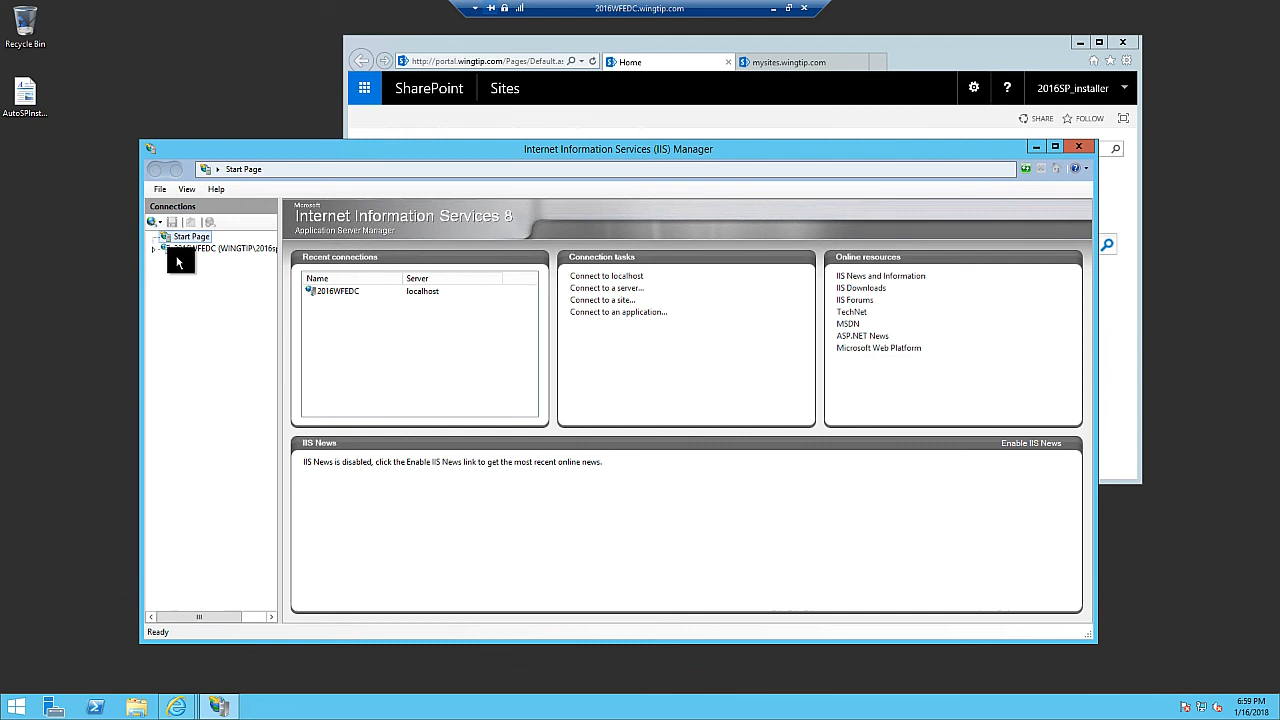 2016WFEDC.wingtip.com
Recycle Bin
AutoSPInst...
http://portal.wingtip.com/Pages/Default.as
Home
mysites.wingtip.com
SharePoint
Sites
2016SP_installer
SHARE
FOLLOW
Internet Information Services (IIS) Manager
Start Page
File
View
Help
Connections
Start Page
(WINGTIP\2016sp
Microsoft
Internet Information Services 8
Application Server Manager
Recent connections
Name
Server
2016WFEDC
localhost
Connection tasks
Connect to localhost
Connect to a server...
Connect to a site...
Connect to an application...
Online resources
IIS News and Information
IIS Downloads
IIS Forums
TechNet
MSDN
ASP.NET News
Microsoft Web Platform
IIS News
Enable IIS News
IIS News is disabled, click the Enable IIS News link to get the most recent online news.
Ready
6:59 PM
1/16/2018